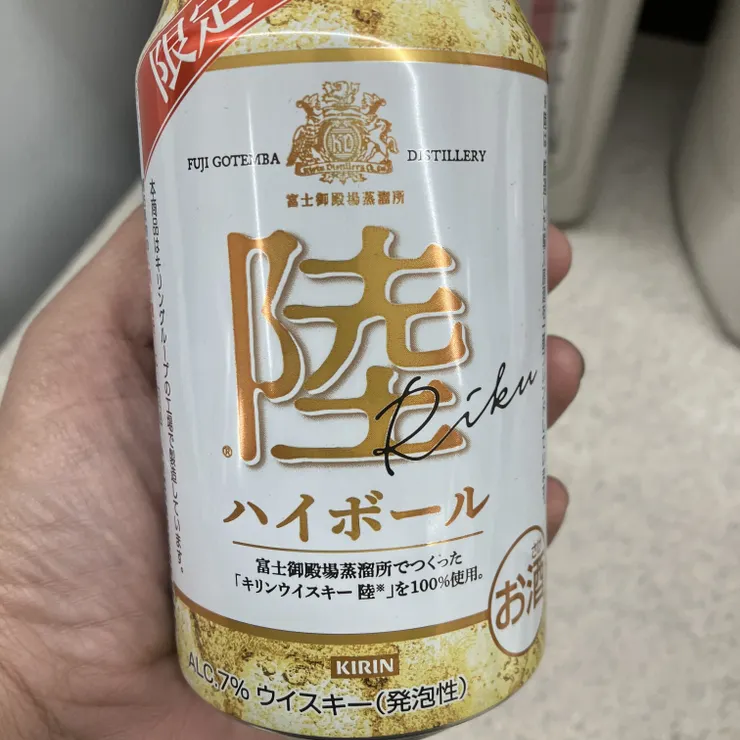 限定
FUJI GOTEMBA DISTILLERY
富士御殿場蒸溜所
陸
Riku
®
ハイボール
富士御殿場蒸溜所でつくった
「キリンウイスキー 陸※」を100%使用。
お酒
KIRIN
ALC.7% ウイスキー(発泡性)